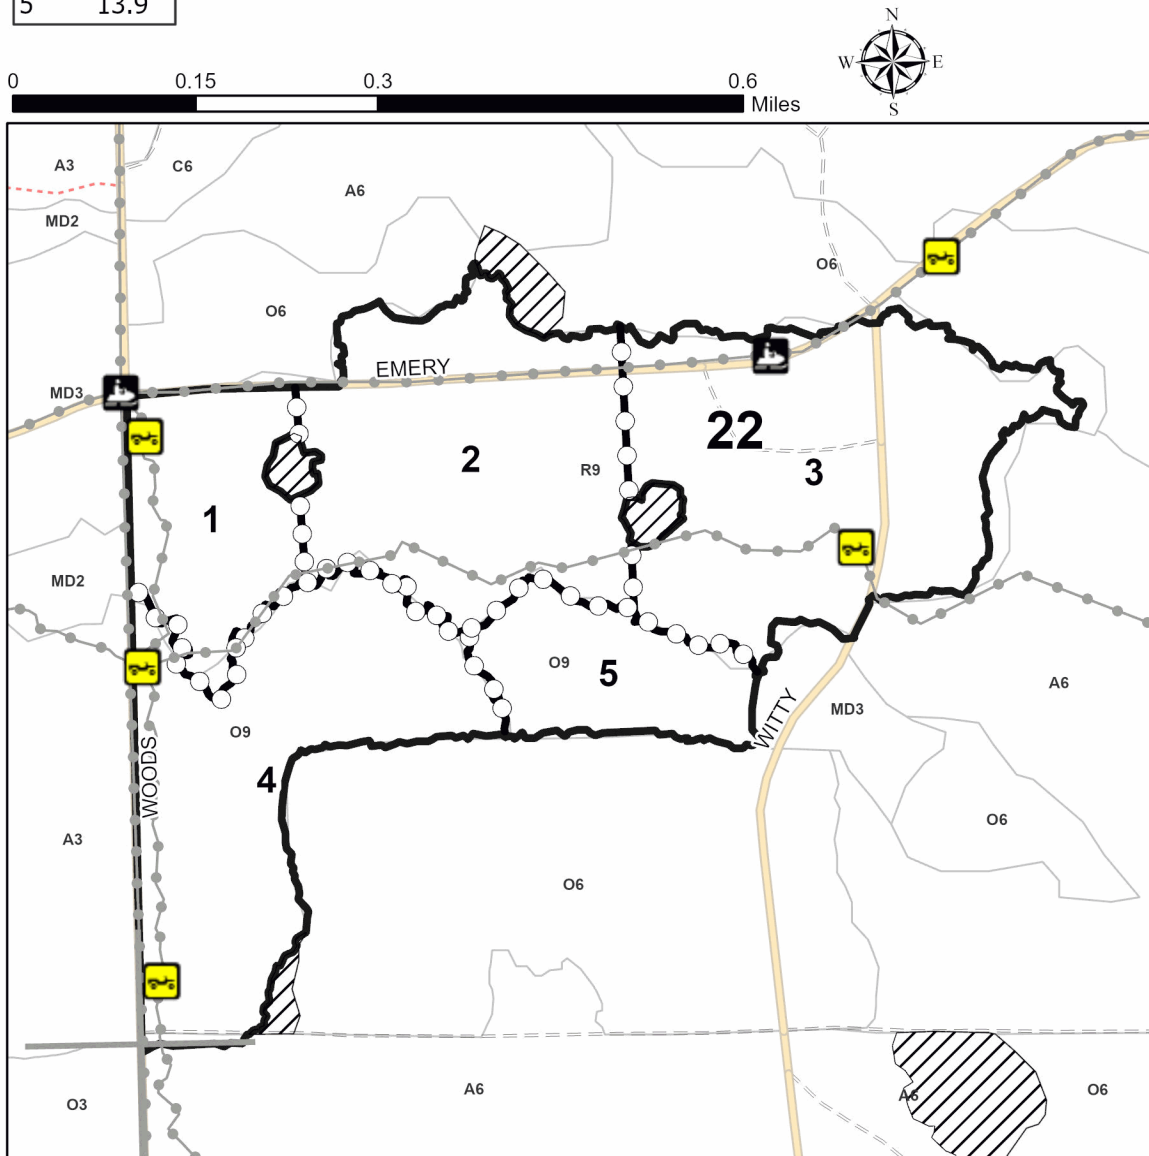 5 13.9
N
W E
S
0 0.15 0.3 0.6
Miles
A3
C6
A6
MD2
O6
O6
EMERY
MD3
22
2
R9
3
1
MD2
O9
5
A6
O9
WITTY
MD3
WOODS
4
A3
O6
O6
A6
A6
O6
O3